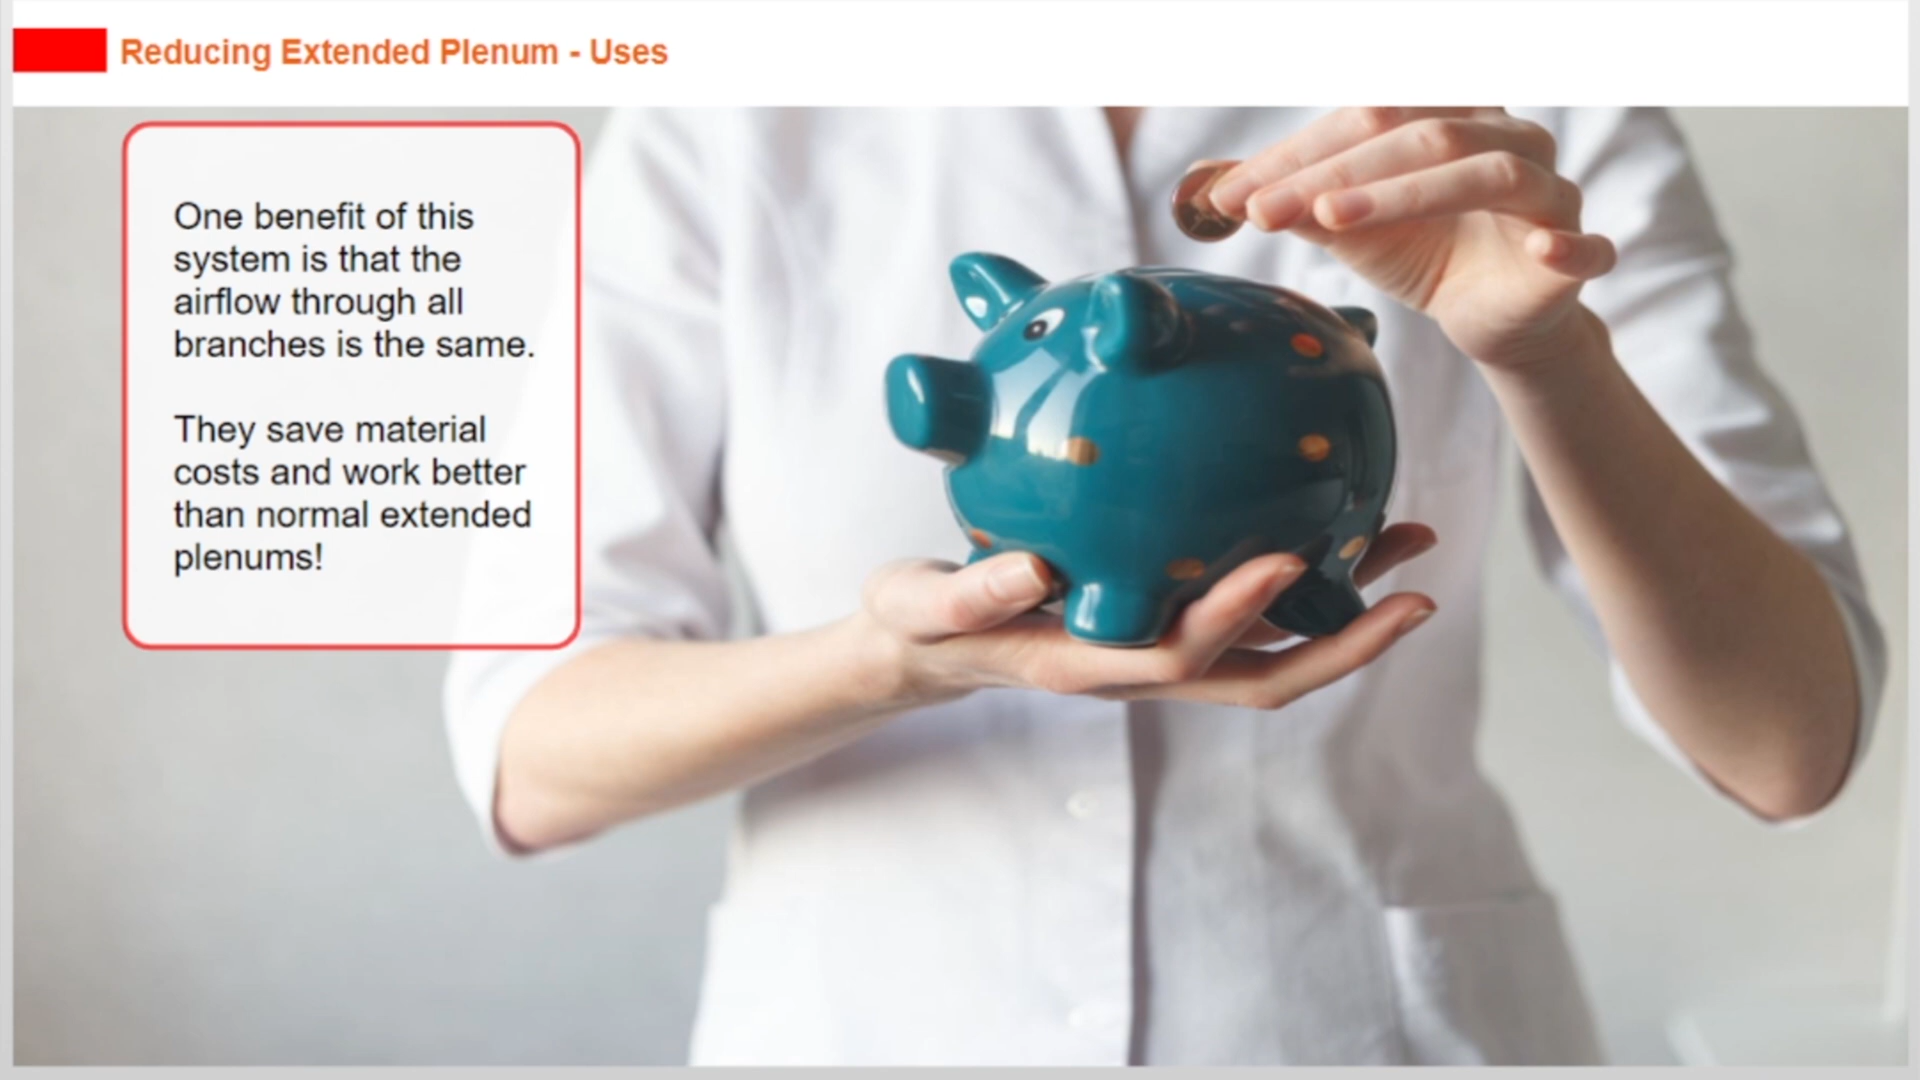 Reducing Extended Plenum - Uses
One benefit of this
system is that the
airflow through all
branches is the same.
They save material
costs and work better
than normal extended
plenums!